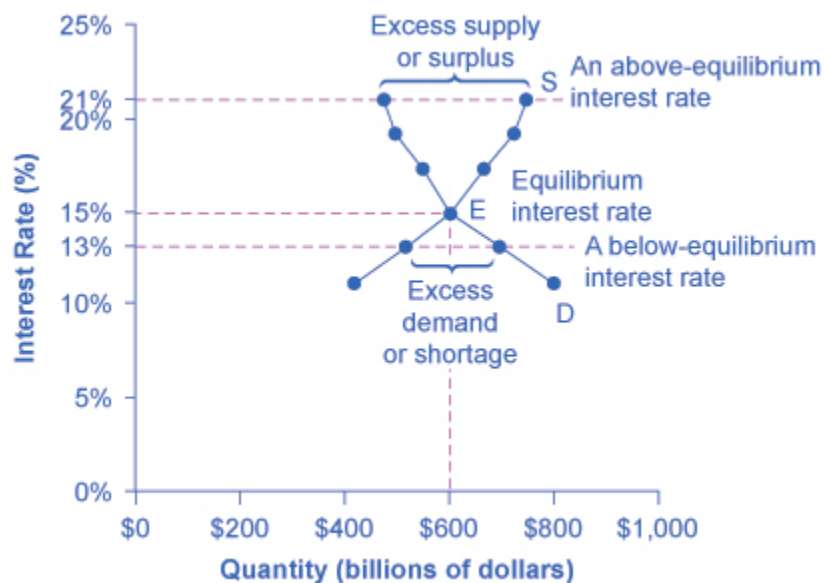 25%
Excess supply
or surplus
S
An above-equilibrium
interest rate
21%
20%
Interest Rate (%)
Equilibrium
interest rate
E
15%
13%
A below-equilibrium
interest rate
Excess
demand
or shortage
D
10%
5%
0%
$0 $200 $400 $600 $800 $1,000
Quantity (billions of dollars)